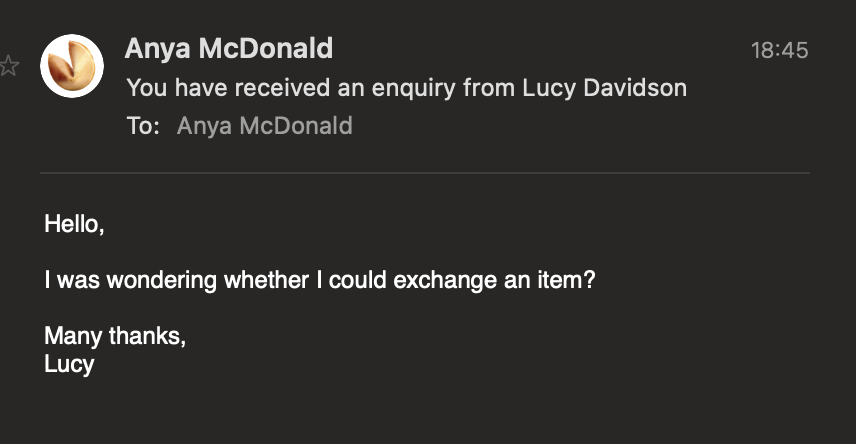 Anya McDonald
18:45
You have received an enquiry from Lucy Davidson
To: Anya McDonald
Hello,
I was wondering whether I could exchange an item?
Many thanks,
Lucy